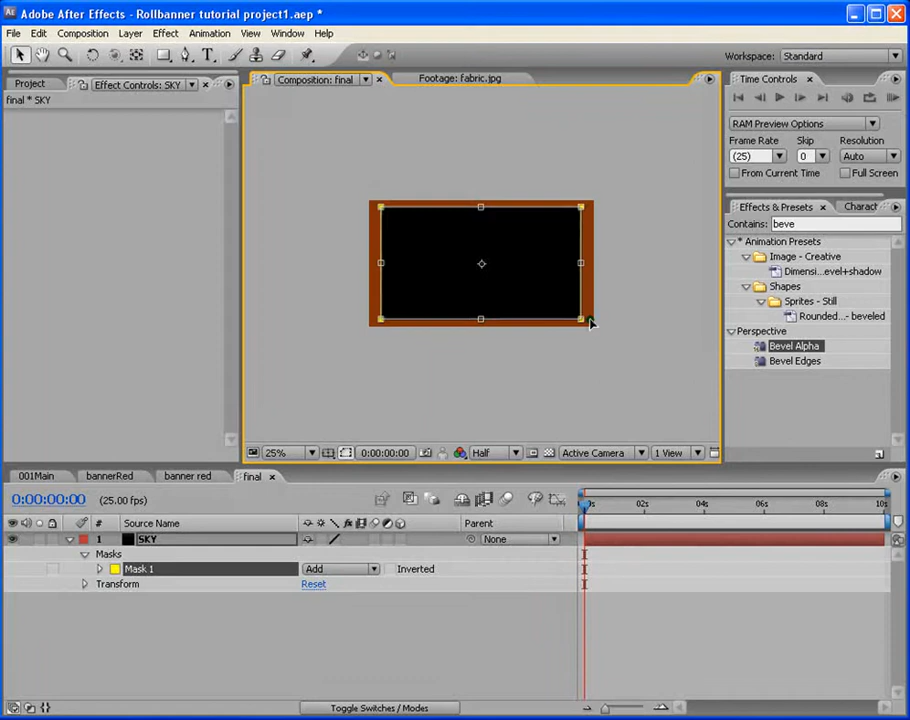 Adobe After Effects - Rollbanner tutorial project1.aep *
File Edit Composition Layer Effect Animation View Window Help
Workspace: Standard
Project Effect Controls: SKY
final * SKY
Composition: final Footage: fabric.jpg
Time Controls
RAM Preview Options
Frame Rate Skip Resolution
(25) 0 Auto
From Current Time Full Screen
Effects & Presets Charact
Contains: beve
* Animation Presets
Image - Creative
Dimensi...evel+shadow
Shapes
Sprites - Still
Rounded...- beveled
Perspective
Bevel Alpha
Bevel Edges
25% 0:00:00:00 Half Active Camera 1 View
001Main bannerRed banner red final
0:00:00:00 (25.00 fps)
0s 02s 04s 06s 08s 10s
# Source Name Parent
1 SKY None
Masks
Mask 1 Add Inverted
Transform Reset
Toggle Switches / Modes